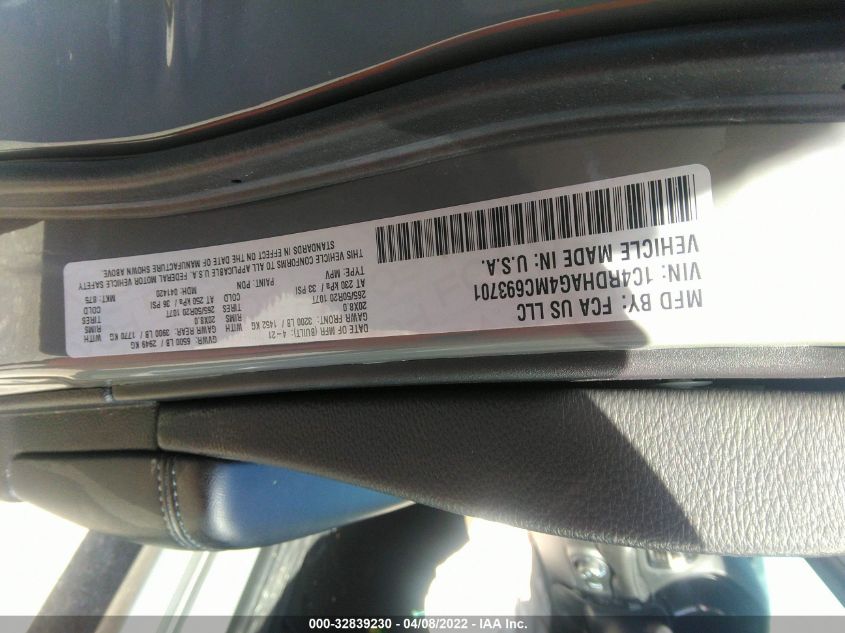 MFD BY: FCA US LLC
VIN: 1C4RDHAG4MC693701
VEHICLE MADE IN: U.S.A.
DATE OF MFR (BUILT): 4-21 GVWR: 6500 LB / 2949 KG
GAWR FRONT: 3200 LB / 1452 KG WITH GAWR REAR: 3900 LB / 1770 KG WITH
20X8.0 RIMS 20X8.0 RIMS
265/50R20 107T TIRES 265/50R20 107T TIRES
AT 230 kPa / 33 PSI COLD AT 250 kPa / 36 PSI COLD
TYPE: MPV PAINT: PDN MDH: 041420 MKT: 875
THIS VEHICLE CONFORMS TO ALL APPLICABLE U.S.A. FEDERAL MOTOR VEHICLE SAFETY
STANDARDS IN EFFECT ON THE DATE OF MANUFACTURE SHOWN ABOVE.
000-32839230 - 04/08/2022 - IAA Inc.